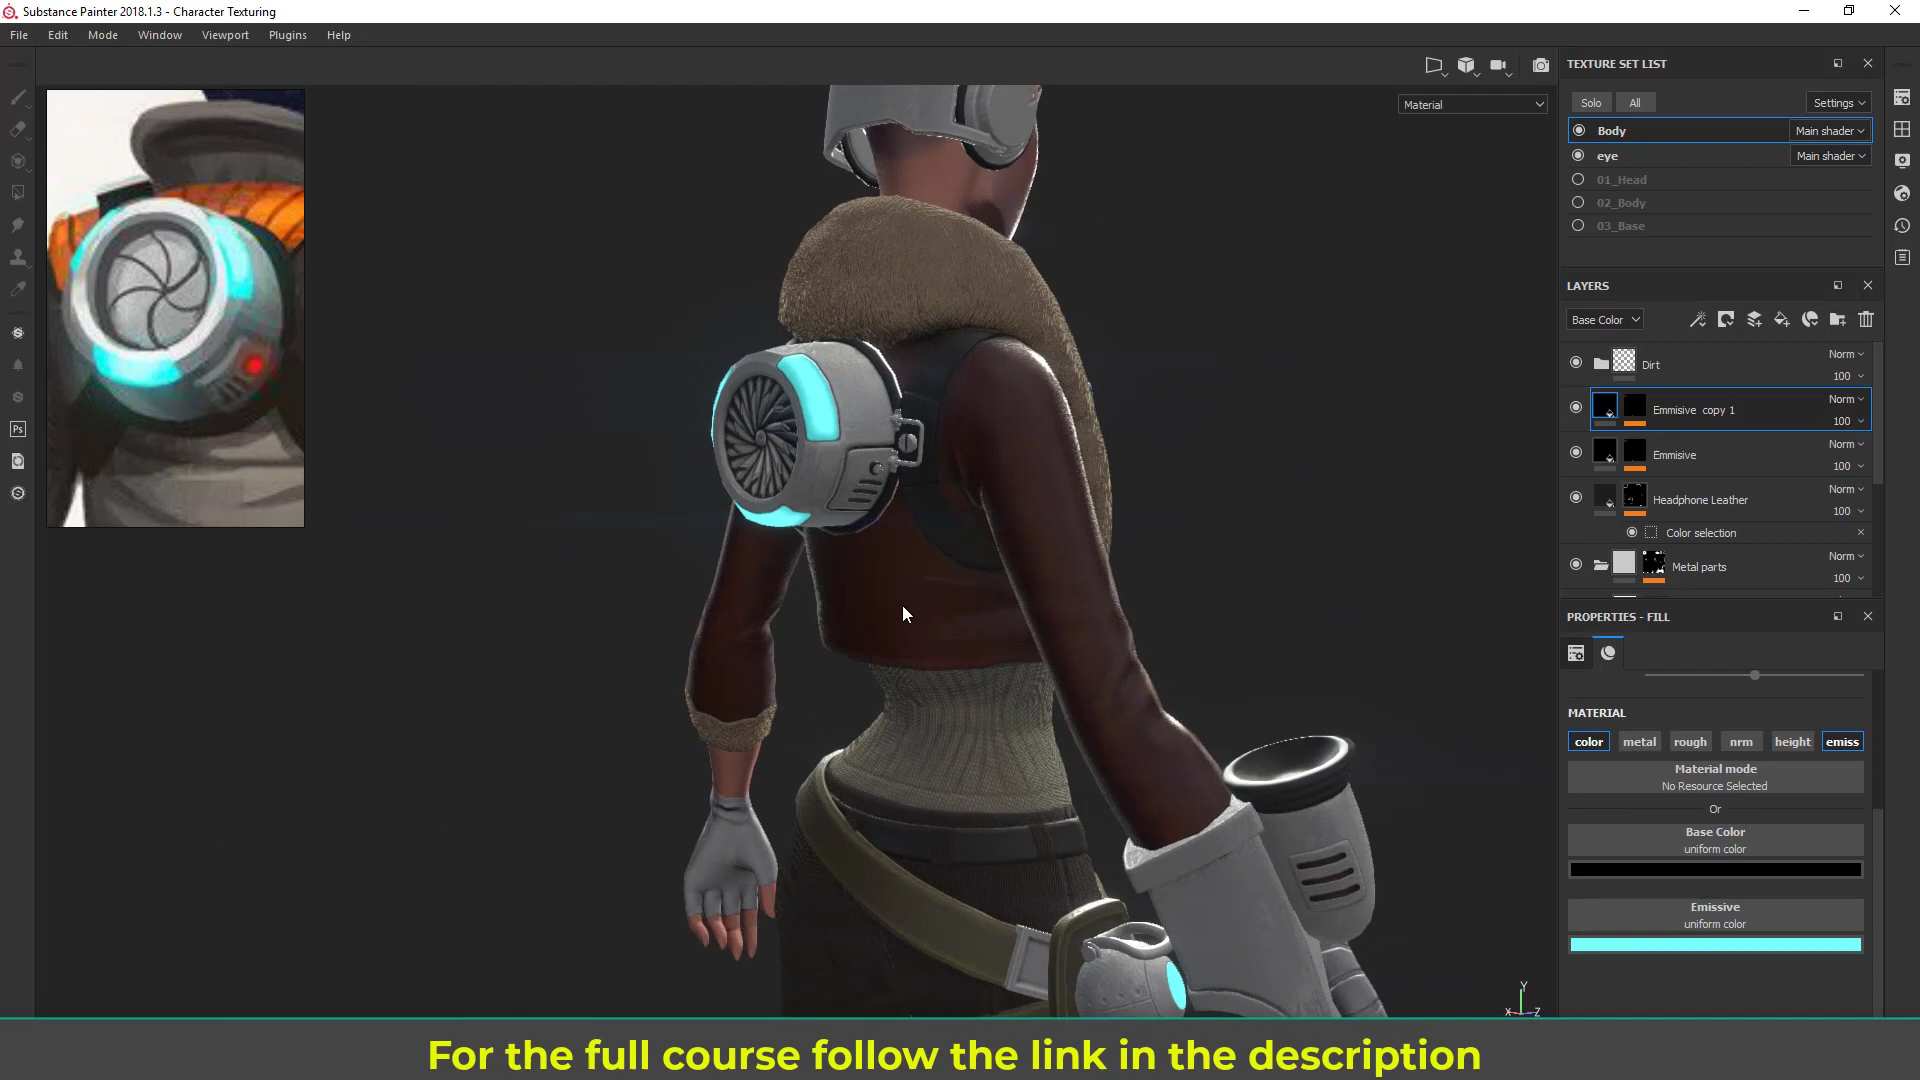 Substance Painter 2018.1.3 - Character Texturing
File Edit Mode Window Viewport Plugins Help
Material
TEXTURE SET LIST
Solo All Settings
Body Main shader
eye Main shader
01_Head
02_Body
03_Base
LAYERS
Base Color
Norm
Dirt
100
Norm
Emmisive copy 1
100
Norm
Emmisive
100
Norm
Headphone Leather
100
Color selection
Norm
Metal parts
100
PROPERTIES - FILL
MATERIAL
color metal rough nrm height emiss
Material mode
No Resource Selected
Or
Base Color
uniform color
Emissive
uniform color
Ps
Y
X Z
For the full course follow the link in the description